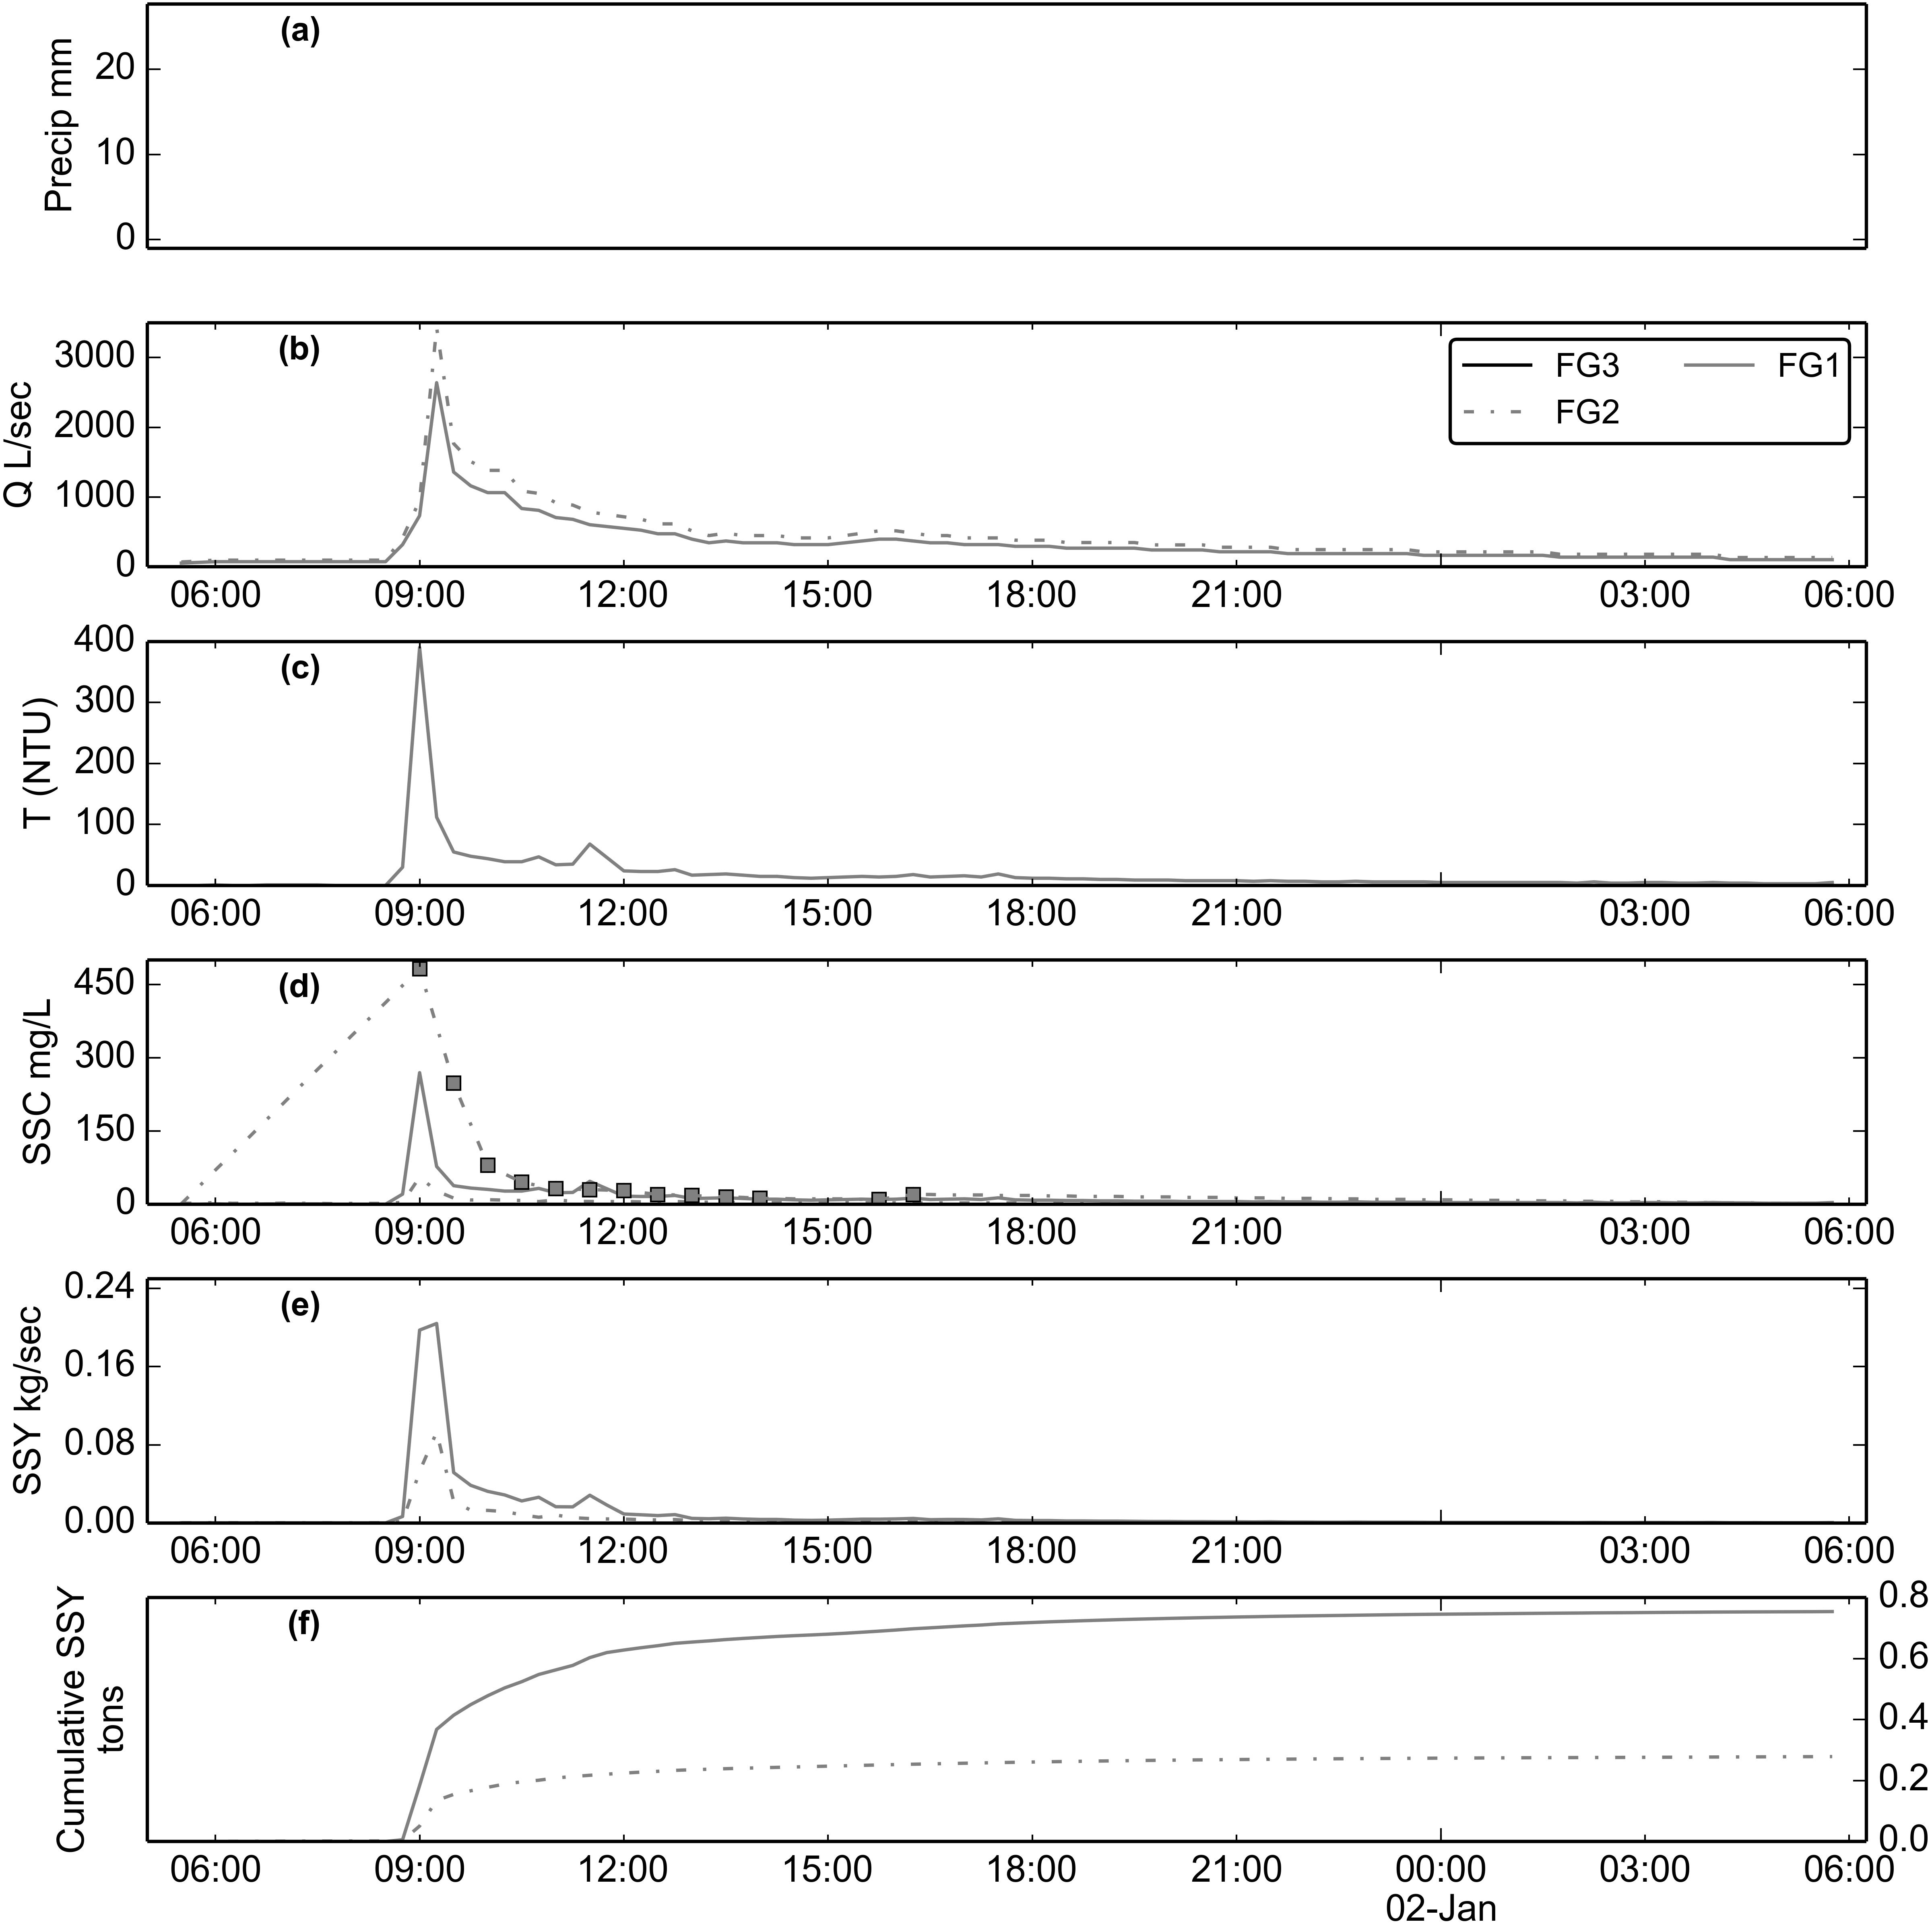 (a)
Precip mm
20
10
0
(b)
Q L/sec
3000
2000
1000
0
FG3 FG1
FG2
06:00 09:00 12:00 15:00 18:00 21:00 03:00 06:00
(c)
T (NTU)
400
300
200
100
0
06:00 09:00 12:00 15:00 18:00 21:00 03:00 06:00
(d)
SSC mg/L
450
300
150
0
06:00 09:00 12:00 15:00 18:00 21:00 03:00 06:00
(e)
SSY kg/sec
0.24
0.16
0.08
0.00
06:00 09:00 12:00 15:00 18:00 21:00 03:00 06:00
(f)
Cumulative SSY
tons
0.8
0.6
0.4
0.2
0.0
06:00 09:00 12:00 15:00 18:00 21:00 00:00 03:00 06:00
02-Jan